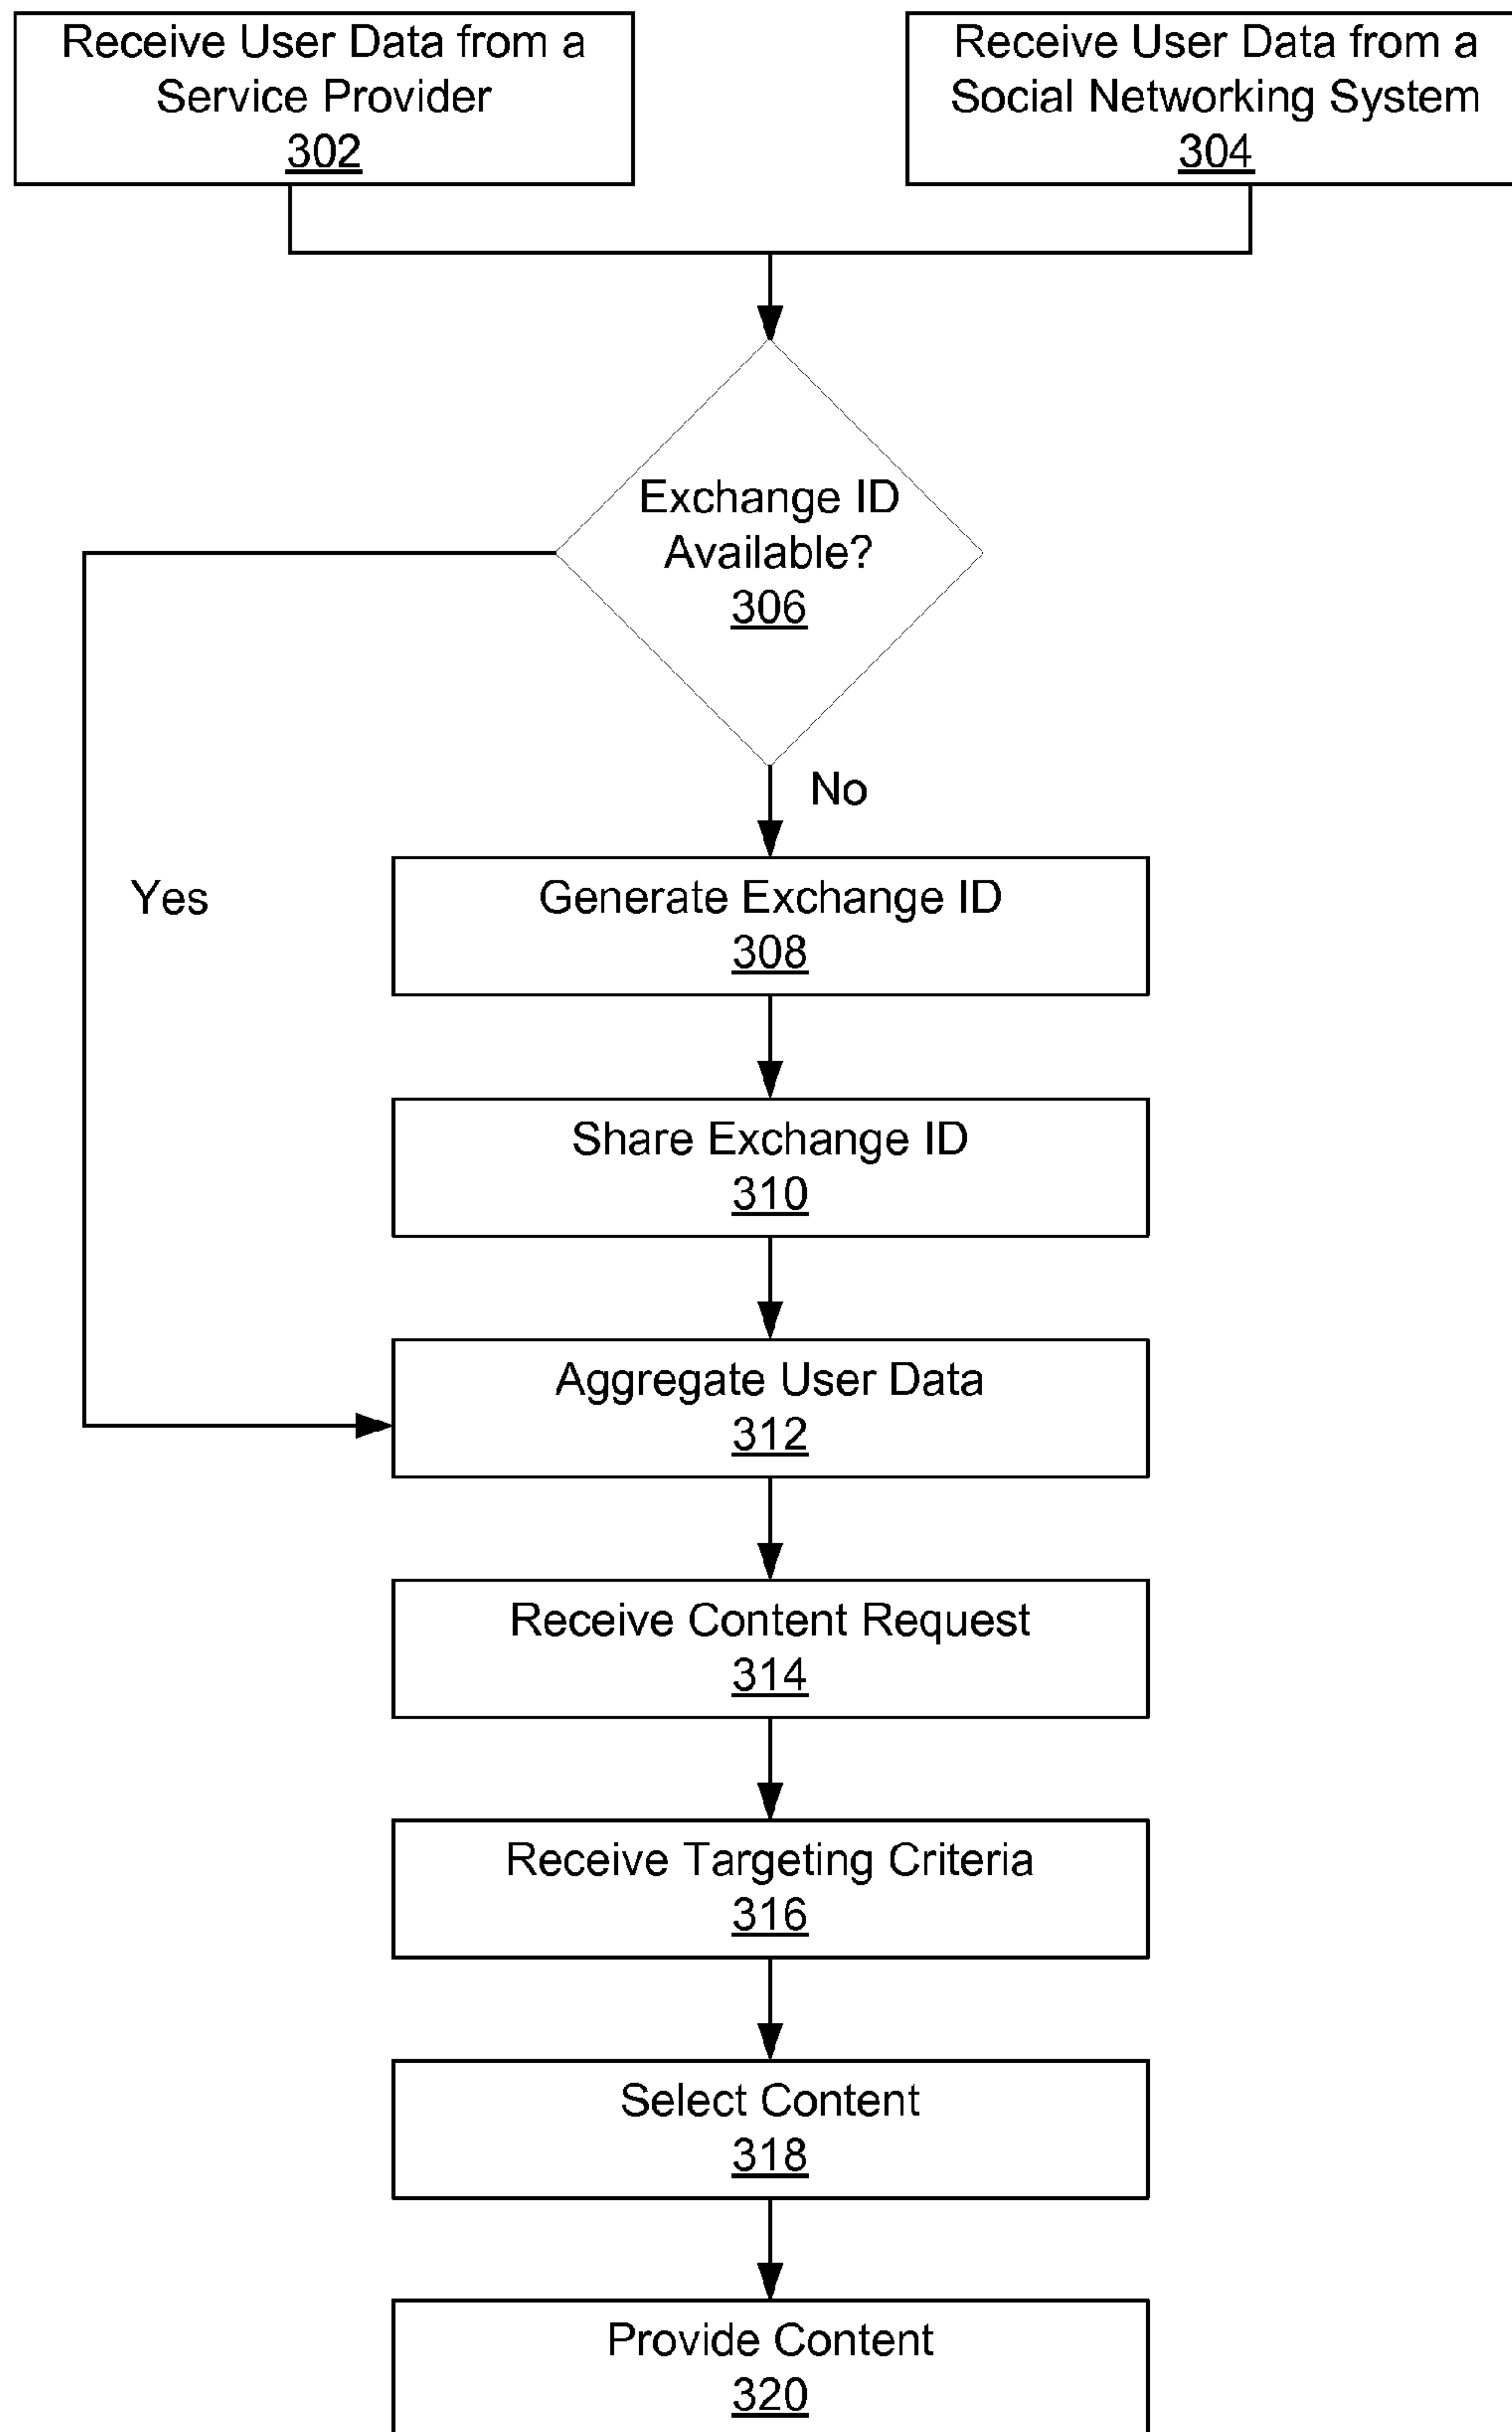 Receive User Data from a
Service Provider
302
Receive User Data from a
Social Networking System
304
Exchange ID
Available?
306
No
Yes
Generate Exchange ID
308
Share Exchange ID
310
Aggregate User Data
312
Receive Content Request
314
Receive Targeting Criteria
316
Select Content
318
Provide Content
320